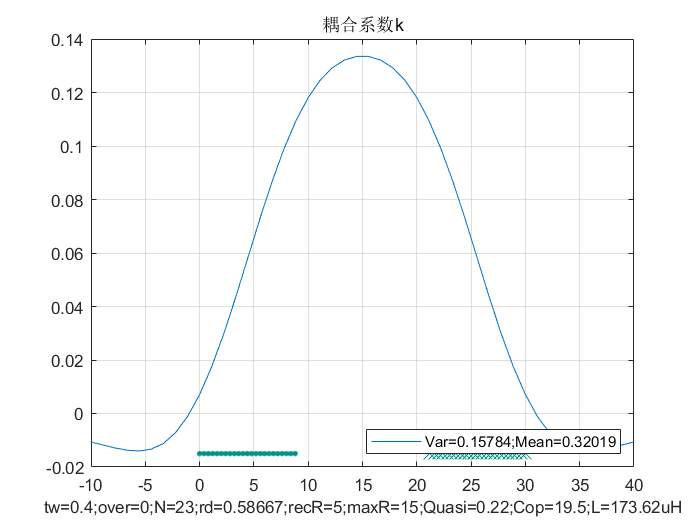 耦合系数k
0.14
0.12
0.1
0.08
0.06
0.04
0.02
0
-0.02
Var=0.15784;Mean=0.32019
-10 -5 0 5 10 15 20 25 30 35 40
tw=0.4;over=0;N=23;rd=0.58667;recR=5;maxR=15;Quasi=0.22;Cop=19.5;L=173.62uH